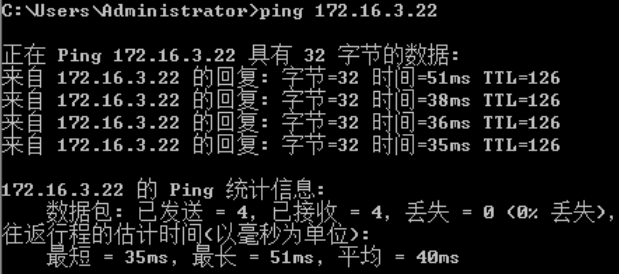 C:\Users\Administrator>ping 172.16.3.22
正在 Ping 172.16.3.22 具有 32 字节的数据:
来自 172.16.3.22 的回复: 字节=32 时间=51ms TTL=126
来自 172.16.3.22 的回复: 字节=32 时间=38ms TTL=126
来自 172.16.3.22 的回复: 字节=32 时间=36ms TTL=126
来自 172.16.3.22 的回复: 字节=32 时间=35ms TTL=126
172.16.3.22 的 Ping 统计信息:
数据包: 已发送 = 4, 已接收 = 4, 丢失 = 0 (0% 丢失),
往返行程的估计时间(以毫秒为单位):
最短 = 35ms, 最长 = 51ms, 平均 = 40ms